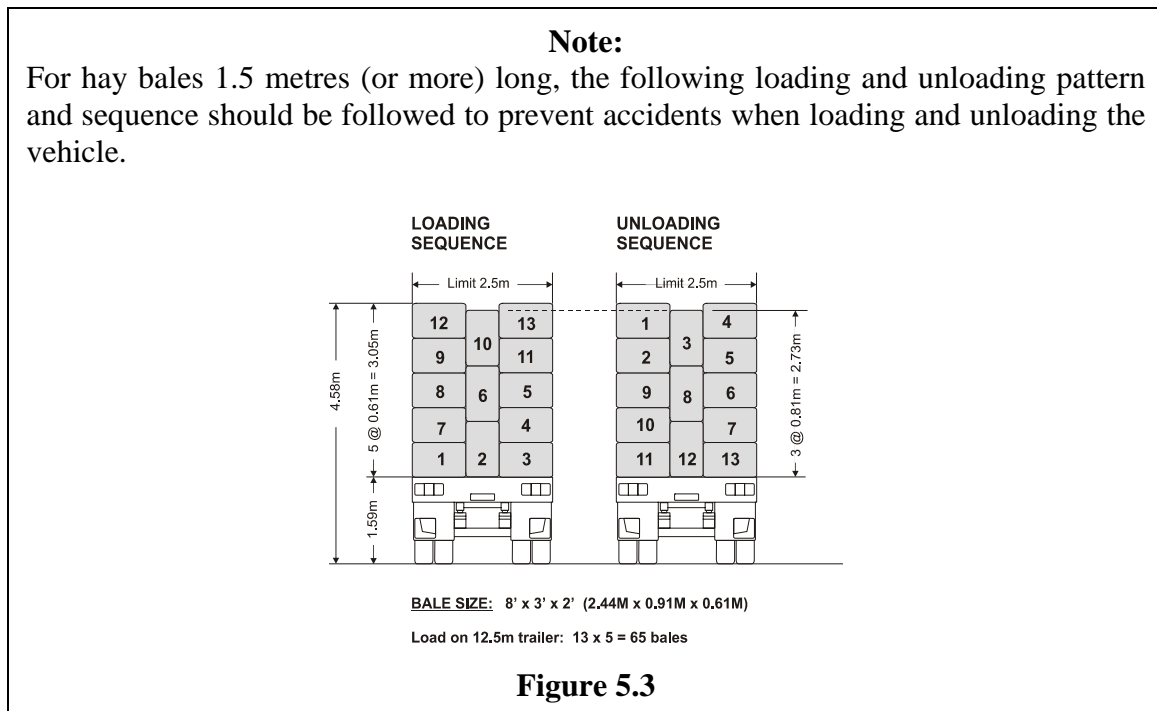 Note:
For hay bales 1.5 metres (or more) long, the following loading and unloading pattern
and sequence should be followed to prevent accidents when loading and unloading the
vehicle.
LOADING
SEQUENCE
UNLOADING
SEQUENCE
Limit 2.5m
Limit 2.5m
4.58m
5 @ 0.61m = 3.05m
1.59m
12 10 13
9 11
8 6 5
7 4
1 2 3
1 3 4
2 5
9 8 6
10 7
11 12 13
3 @ 0.81m = 2.73m
BALE SIZE: 8' x 3' x 2' (2.44M x 0.91M x 0.61M)
Load on 12.5m trailer: 13 x 5 = 65 bales
Figure 5.3